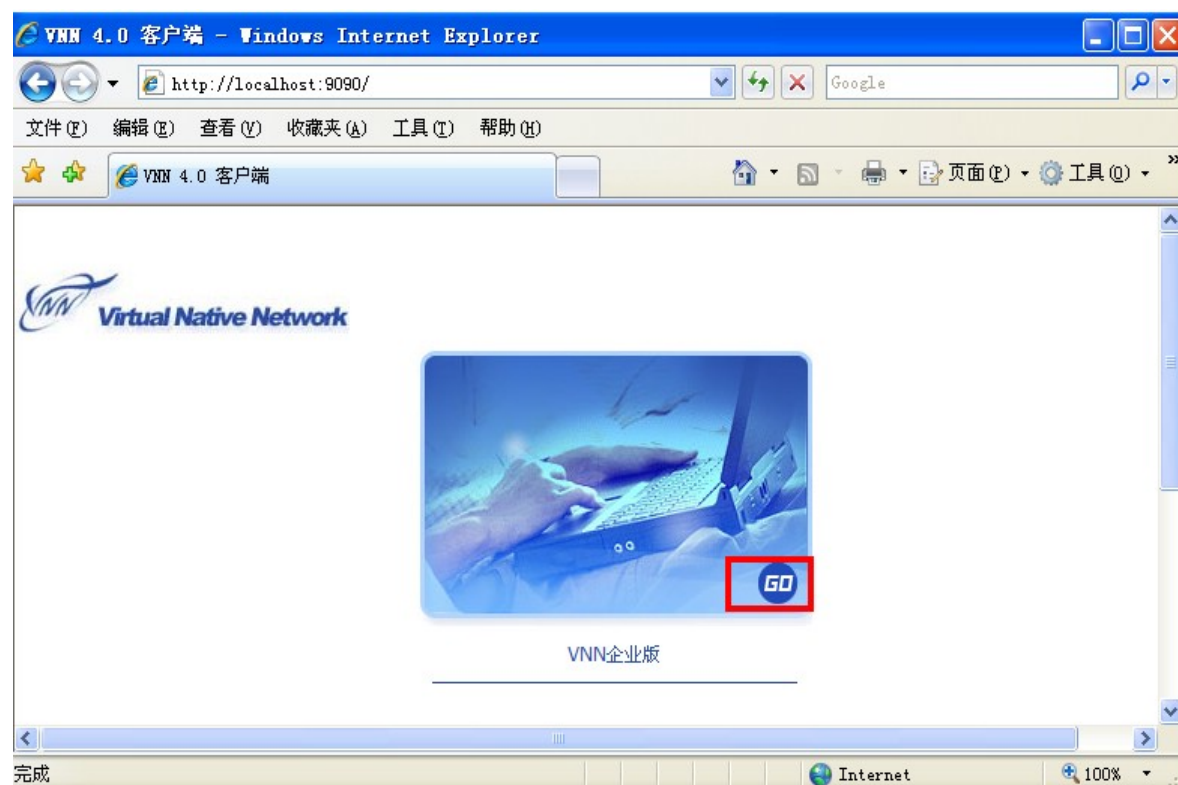 VNN 4.0 客户端 - Windows Internet Explorer
http://localhost:9090/
Google
文件(F) 编辑(E) 查看(V) 收藏夹(A) 工具(T) 帮助(H)
VNN 4.0 客户端
页面(P) 工具(O) »
VNN Virtual Native Network
GO
VNN企业版
完成
Internet
100%